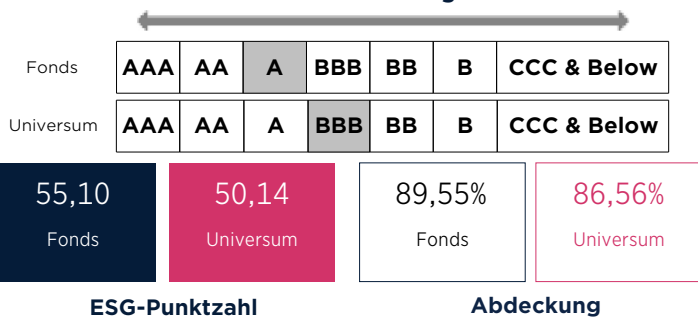 Fonds AAA AA A BBB BB B CCC & Below
Universum AAA AA A BBB BB B CCC & Below
55,10 50,14 89,55% 86,56%
Fonds Universum Fonds Universum
ESG-Punktzahl Abdeckung